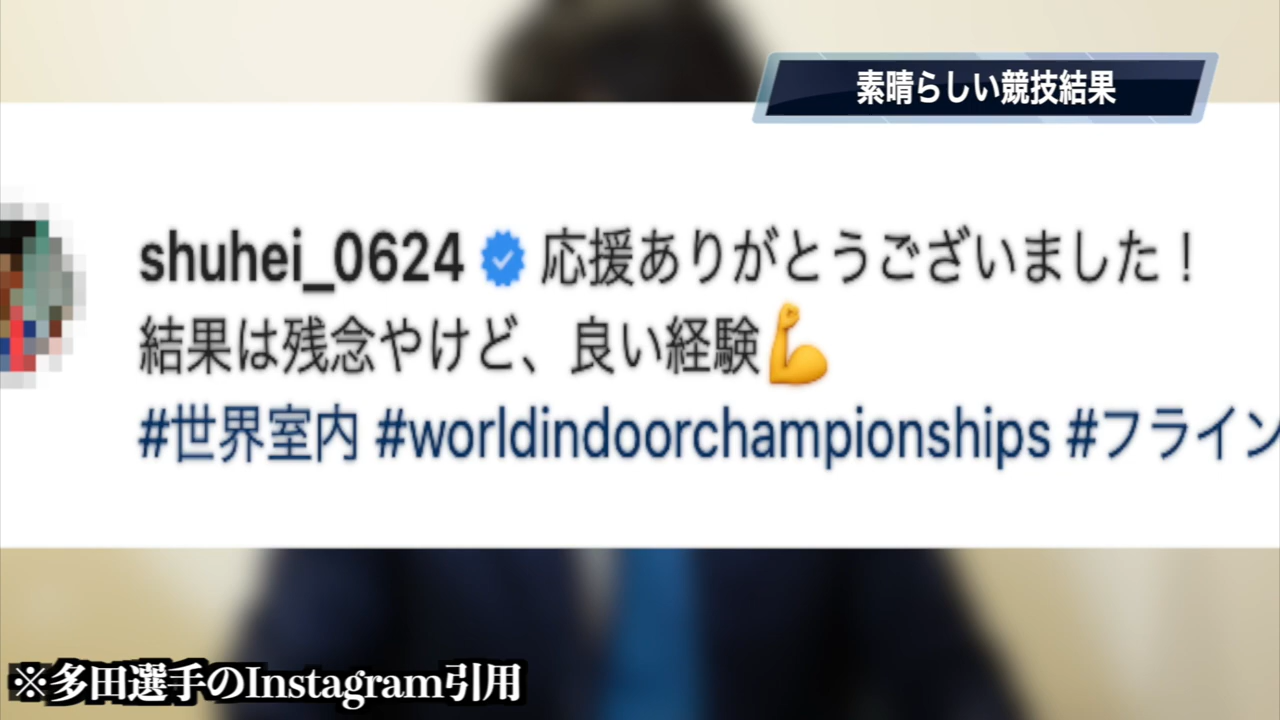 素晴らしい競技結果
shuhei_0624 応援ありがとうございました！
結果は残念やけど、良い経験💪
#世界室内 #worldindoorchampionships #フライン
※多田選手のInstagram引用